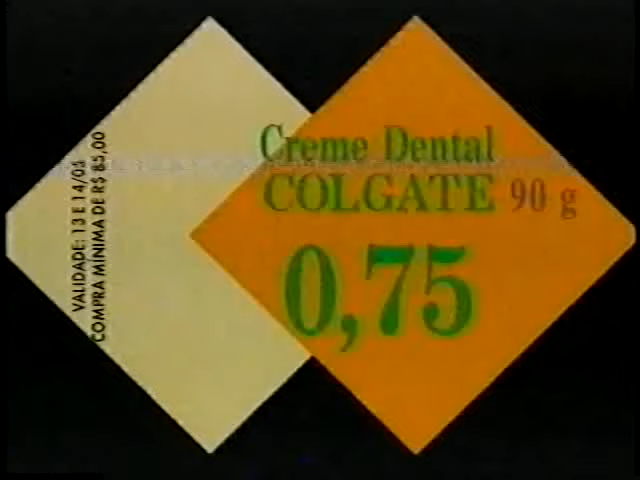 VALIDADE: 13 E 14/05
COMPRA MÍNIMA DE R$ 85,00
Creme Dental
COLGATE 90 g
0,75